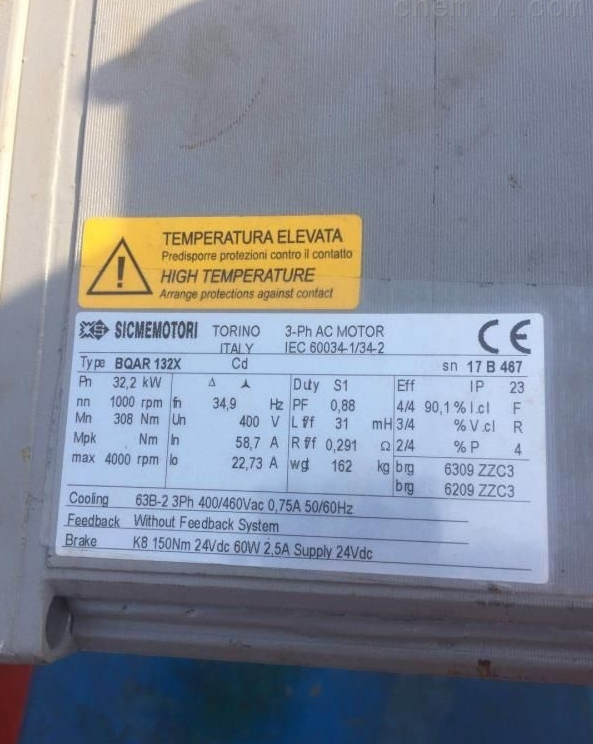 chem17.com
TEMPERATURA ELEVATA
Predisporre protezioni contro il contatto
HIGH TEMPERATURE
Arrange protections against contact
SICMEMOTORI TORINO ITALY 3-Ph AC MOTOR IEC 60034-1/34-2 CE
Type BQAR 132X Cd sn 17 B 467
Pn 32,2 kW Δ Duty S1 Eff IP 23
nn 1000 rpm fn 34,9 Hz PF 0,88 4/4 90,1 % I.cl F
Mn 308 Nm Un 400 V L f/f 31 mH 3/4 % V.cl R
Mpk Nm In 58,7 A R f/f 0,291 Ω 2/4 % P 4
max 4000 rpm Io 22,73 A wgt 162 kg brg 6309 ZZC3
brg 6209 ZZC3
Cooling 63B-2 3Ph 400/460Vac 0,75A 50/60Hz
Feedback Without Feedback System
Brake K8 150Nm 24Vdc 60W 2,5A Supply 24Vdc